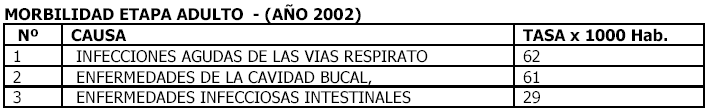 MORBILIDAD ETAPA ADULTO - (AÑO 2002)
Nº CAUSA TASA x 1000 Hab.
1 INFECCIONES AGUDAS DE LAS VIAS RESPIRATO 62
2 ENFERMEDADES DE LA CAVIDAD BUCAL, 61
3 ENFERMEDADES INFECCIOSAS INTESTINALES 29